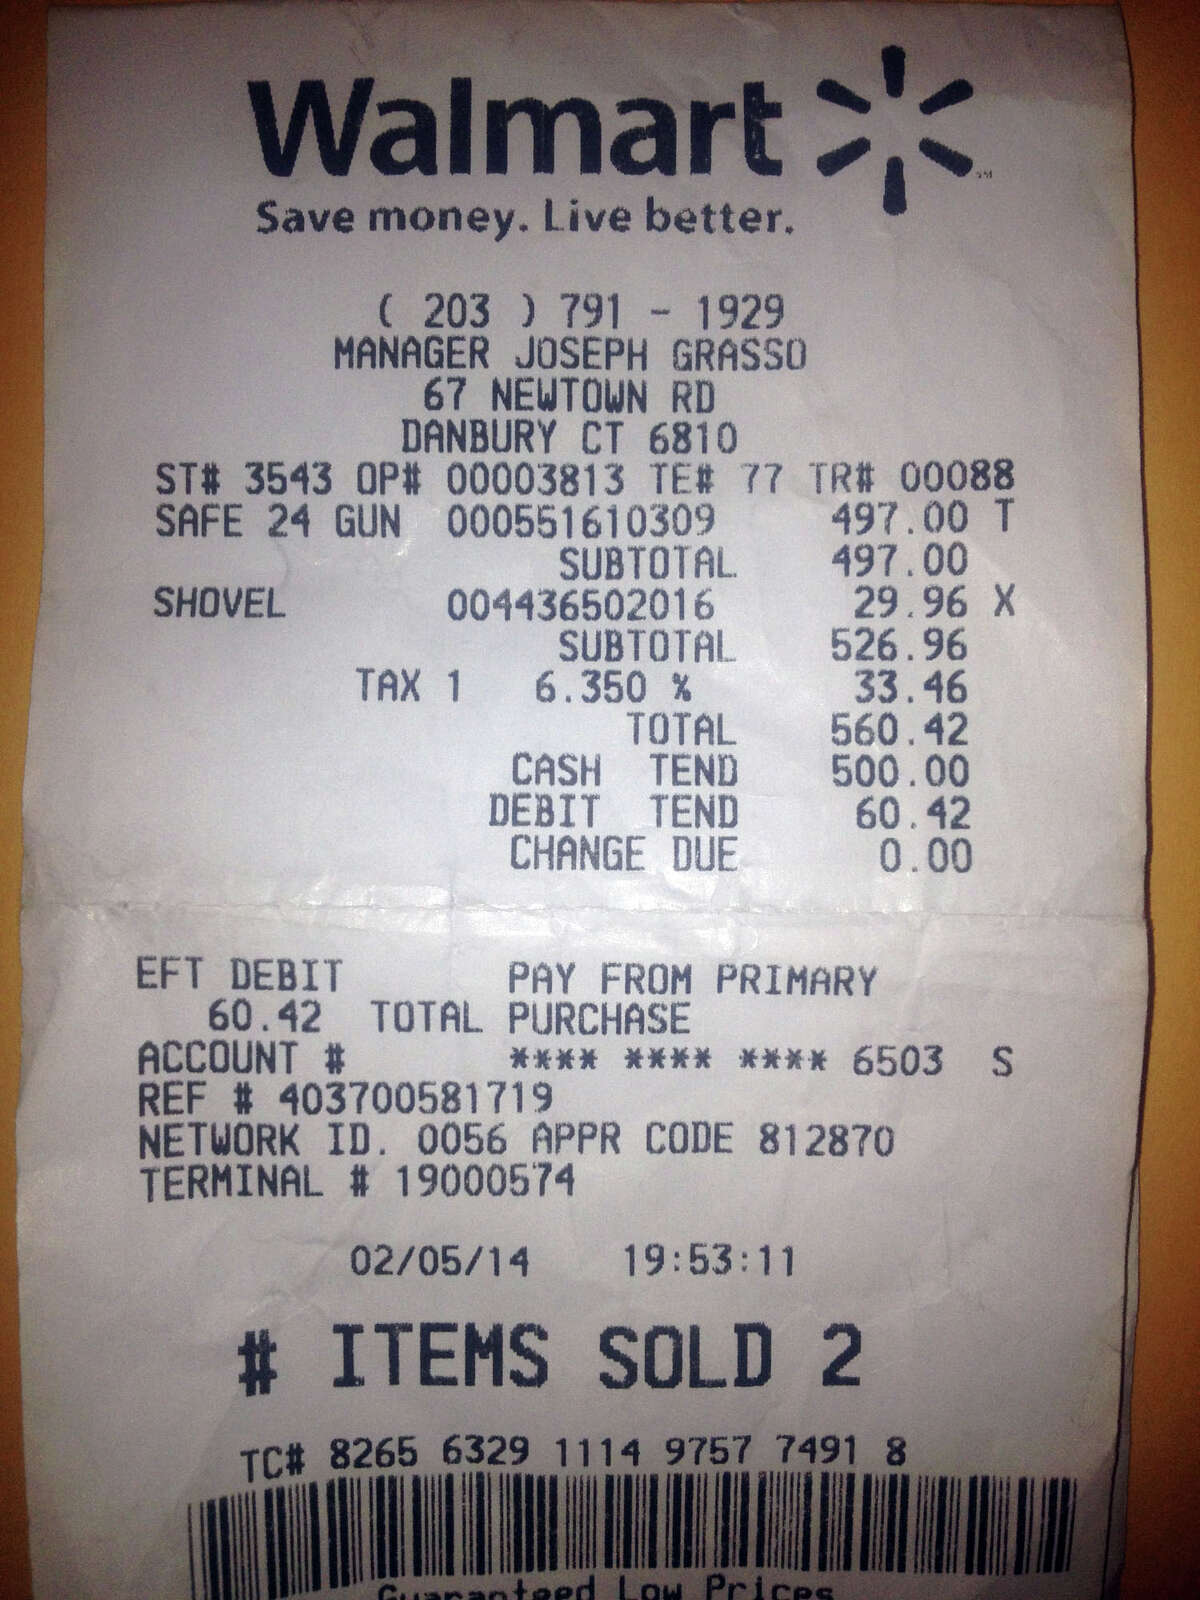 Walmart
Save money. Live better.
( 203 ) 791 - 1929
MANAGER JOSEPH GRASSO
67 NEWTOWN RD
DANBURY CT 6810
ST# 3543 OP# 00003813 TE# 77 TR# 00088
SAFE 24 GUN 000551610309 497.00 T
SUBTOTAL 497.00
SHOVEL 004436502016 29.96 X
SUBTOTAL 526.96
TAX 1 6.350 % 33.46
TOTAL 560.42
CASH TEND 500.00
DEBIT TEND 60.42
CHANGE DUE 0.00
EFT DEBIT PAY FROM PRIMARY
60.42 TOTAL PURCHASE
ACCOUNT # **** **** **** 6503 S
REF # 403700581719
NETWORK ID. 0056 APPR CODE 812870
TERMINAL # 19000574
02/05/14 19:53:11
# ITEMS SOLD 2
TC# 8265 6329 1114 9757 7491 8
Guaranteed Low Prices